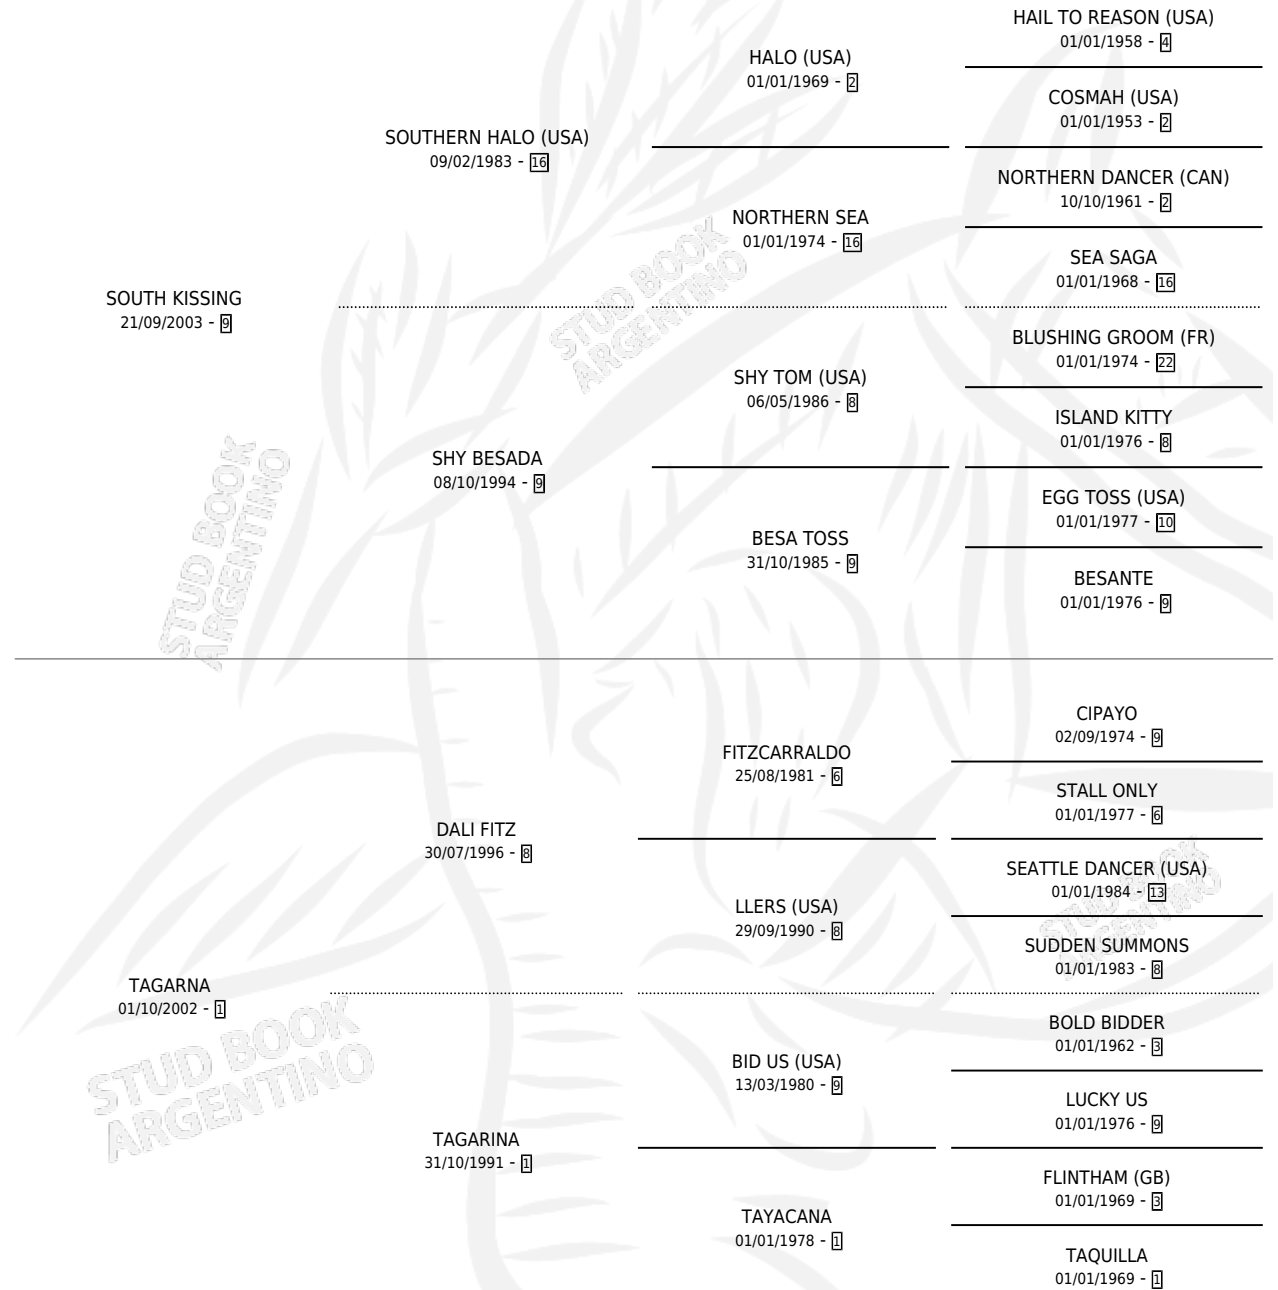 HAIL TO REASON (USA)
01/01/1958 - 4
HALO (USA)
01/01/1969 - 2
COSMAH (USA)
01/01/1953 - 2
SOUTHERN HALO (USA)
09/02/1983 - 16
NORTHERN DANCER (CAN)
10/10/1961 - 2
NORTHERN SEA
01/01/1974 - 16
SEA SAGA
01/01/1968 - 16
SOUTH KISSING
21/09/2003 - 9
STUD BOOK
ARGENTINO
BLUSHING GROOM (FR)
01/01/1974 - 22
SHY TOM (USA)
06/05/1986 - 8
ISLAND KITTY
01/01/1976 - 8
SHY BESADA
08/10/1994 - 9
EGG TOSS (USA)
01/01/1977 - 10
BESA TOSS
31/10/1985 - 9
BESANTE
01/01/1976 - 9
STUD BOOK
ARGENTINO
CIPAYO
02/09/1974 - 9
FITZCARRALDO
25/08/1981 - 6
STALL ONLY
01/01/1977 - 6
DALI FITZ
30/07/1996 - 8
SEATTLE DANCER (USA)
01/01/1984 - 13
LLERS (USA)
29/09/1990 - 8
STUD BOOK
ARGENTINO
SUDDEN SUMMONS
01/01/1983 - 8
TAGARNA
01/10/2002 - 1
STUD BOOK
ARGENTINO
BOLD BIDDER
01/01/1962 - 3
BID US (USA)
13/03/1980 - 9
LUCKY US
01/01/1976 - 9
TAGARINA
31/10/1991 - 1
FLINTHAM (GB)
01/01/1969 - 3
TAYACANA
01/01/1978 - 1
TAQUILLA
01/01/1969 - 1